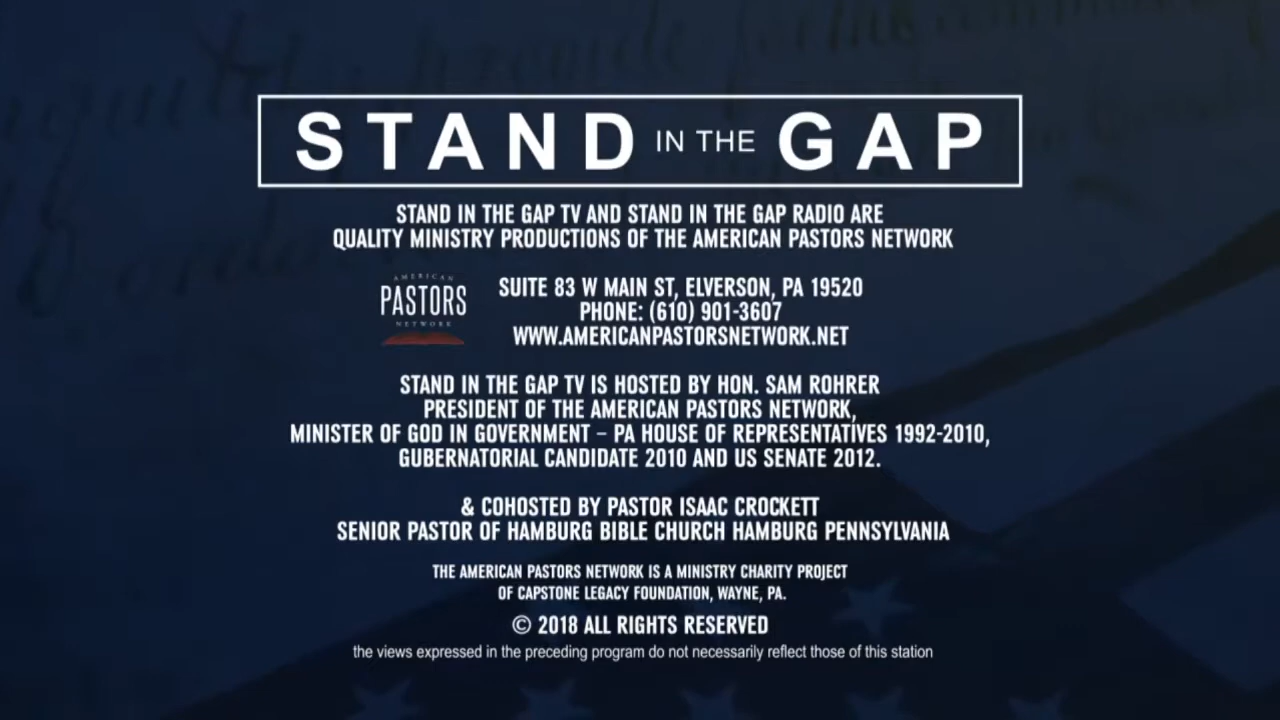 STAND IN THE GAP
STAND IN THE GAP TV AND STAND IN THE GAP RADIO ARE
QUALITY MINISTRY PRODUCTIONS OF THE AMERICAN PASTORS NETWORK
AMERICAN
PASTORS
NETWORK
SUITE 83 W MAIN ST, ELVERSON, PA 19520
PHONE: (610) 901-3607
WWW.AMERICANPASTORSNETWORK.NET
STAND IN THE GAP TV IS HOSTED BY HON. SAM ROHRER
PRESIDENT OF THE AMERICAN PASTORS NETWORK,
MINISTER OF GOD IN GOVERNMENT – PA HOUSE OF REPRESENTATIVES 1992-2010,
GUBERNATORIAL CANDIDATE 2010 AND US SENATE 2012.
& COHOSTED BY PASTOR ISAAC CROCKETT
SENIOR PASTOR OF HAMBURG BIBLE CHURCH HAMBURG PENNSYLVANIA
THE AMERICAN PASTORS NETWORK IS A MINISTRY CHARITY PROJECT
OF CAPSTONE LEGACY FOUNDATION, WAYNE, PA.
© 2018 ALL RIGHTS RESERVED
the views expressed in the preceding program do not necessarily reflect those of this station